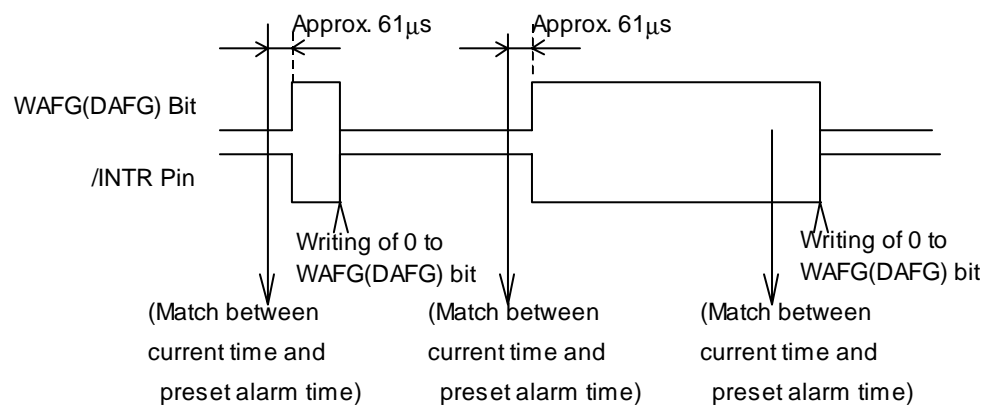 Approx. 61μs
Approx. 61μs
WAFG(DAFG) Bit
/INTR Pin
Writing of 0 to
WAFG(DAFG) bit
Writing of 0 to
WAFG(DAFG) bit
(Match between
current time and
preset alarm time)
(Match between
current time and
preset alarm time)
(Match between
current time and
preset alarm time)